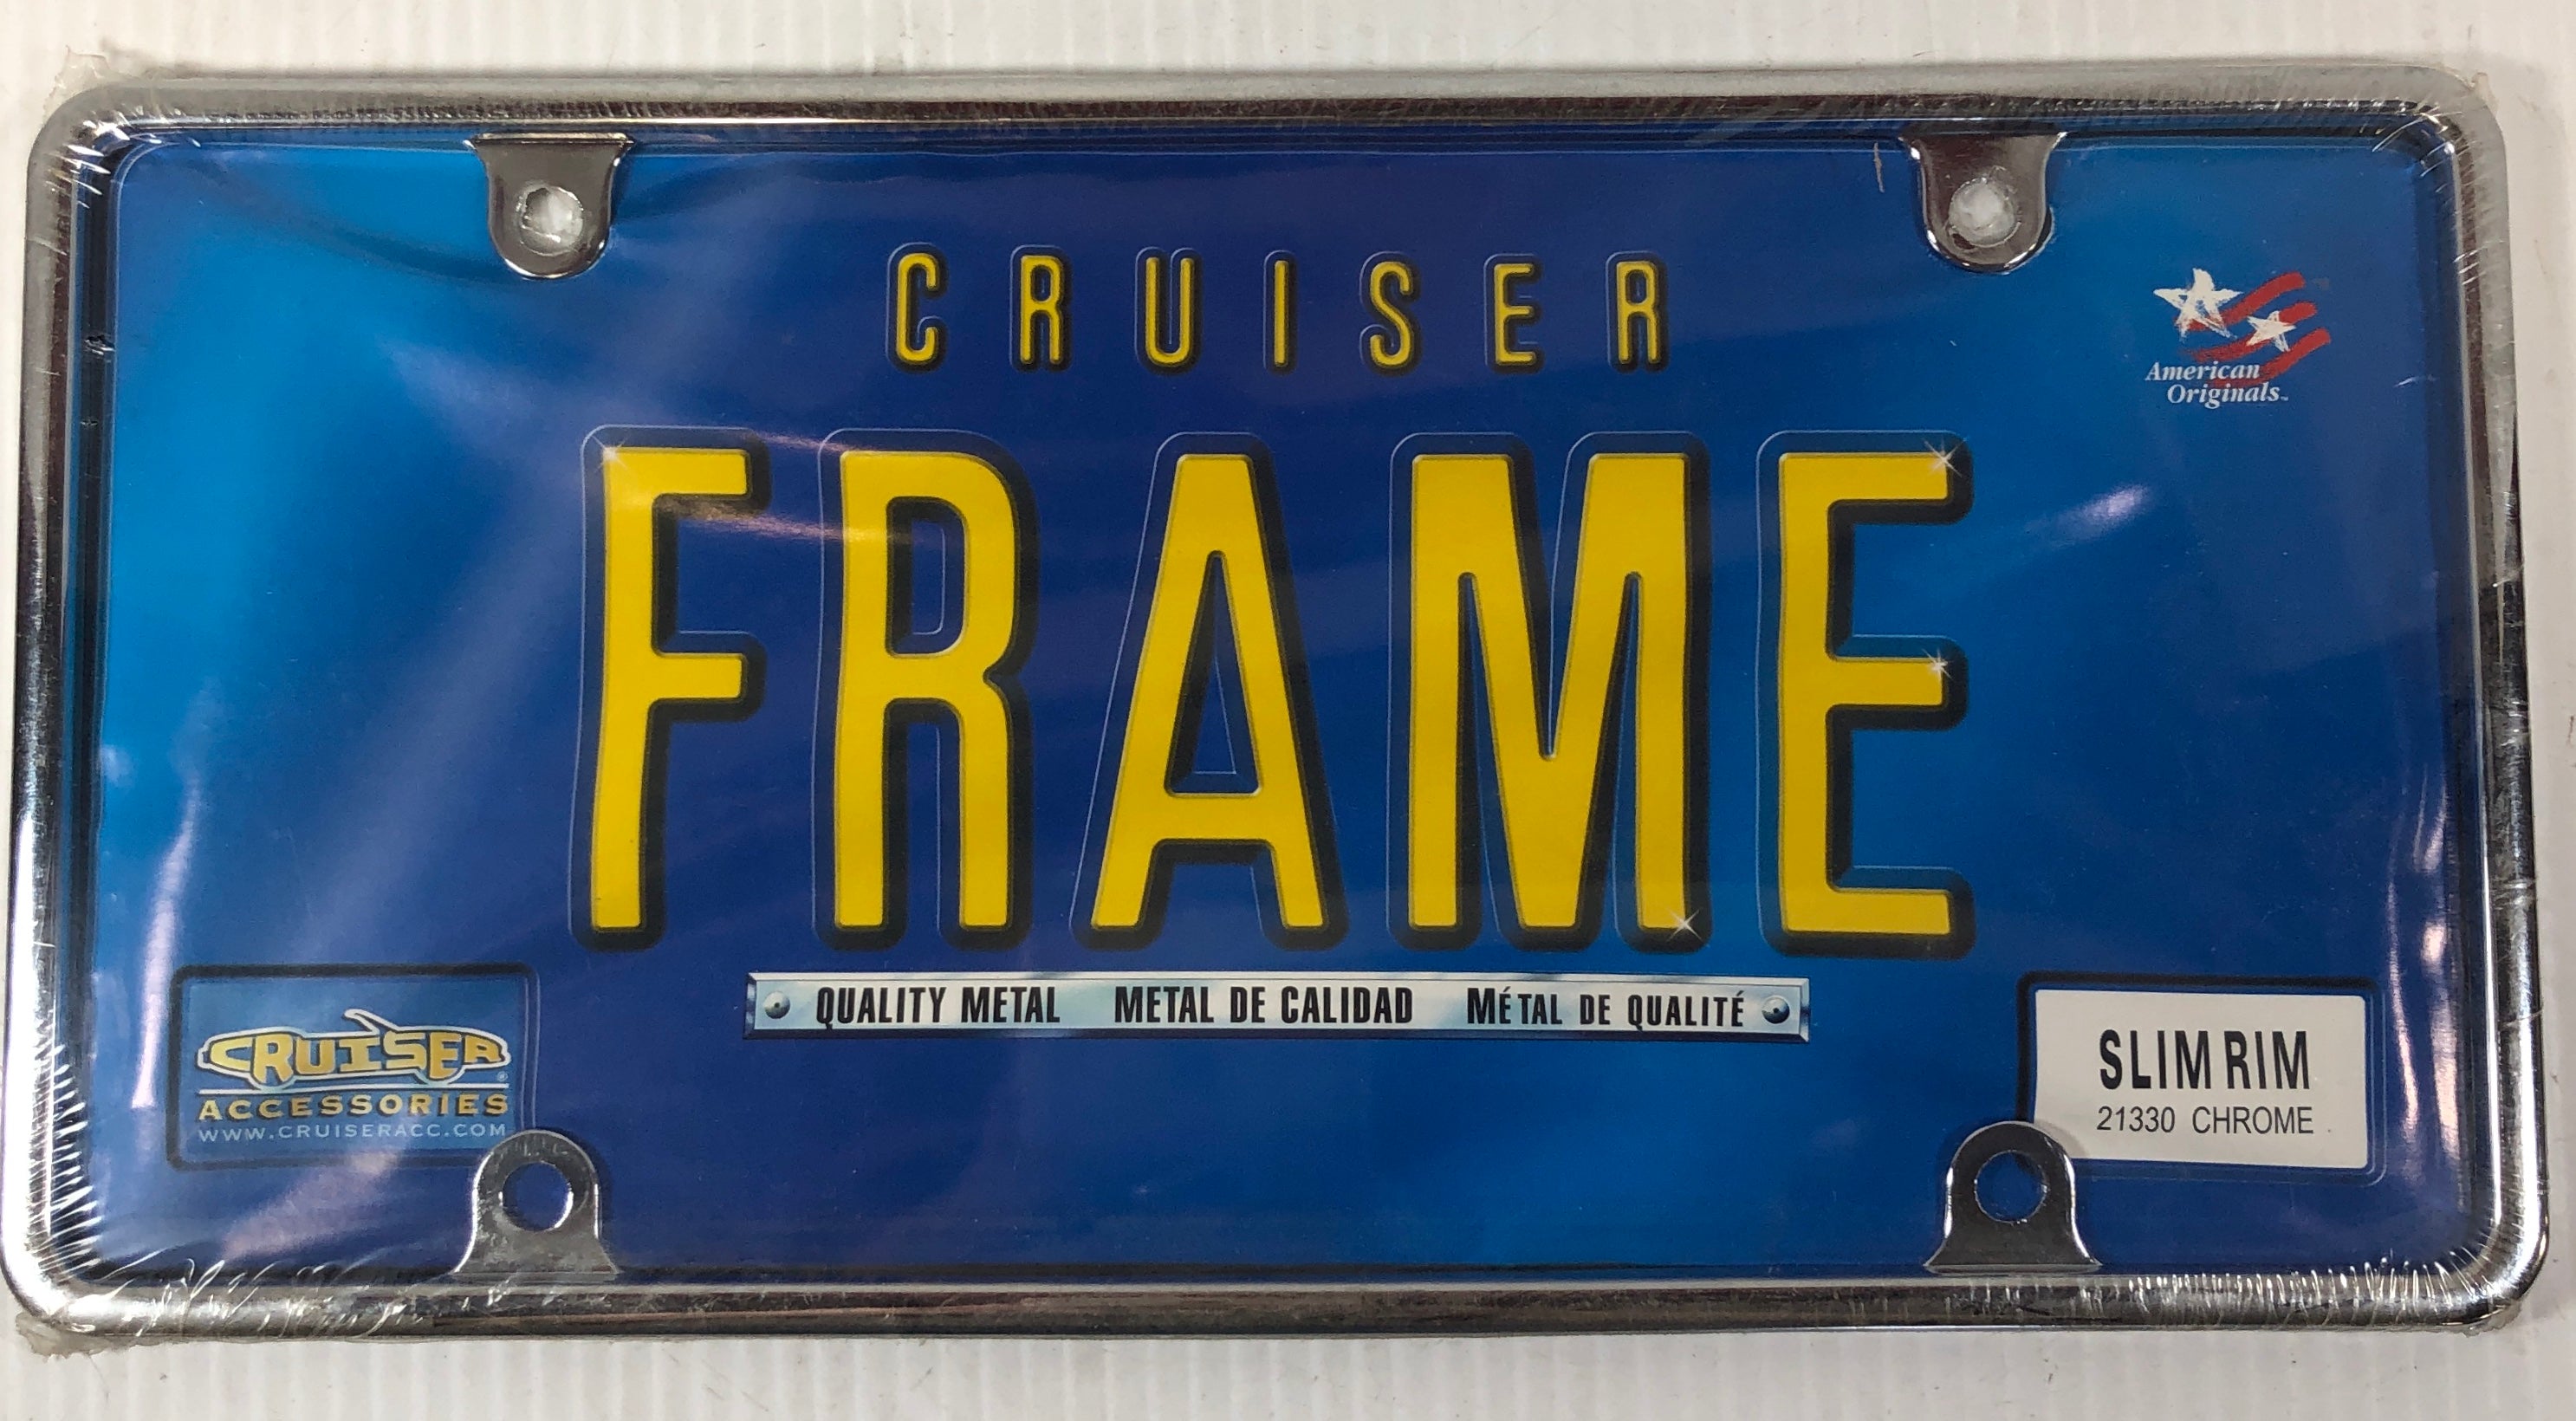 CRUISER
American
Originals™
FRAME
QUALITY METAL METAL DE CALIDAD MÉTAL DE QUALITÉ
CRUISER®
ACCESSORIES
WWW.CRUISERACC.COM
SLIM RIM
21330 CHROME